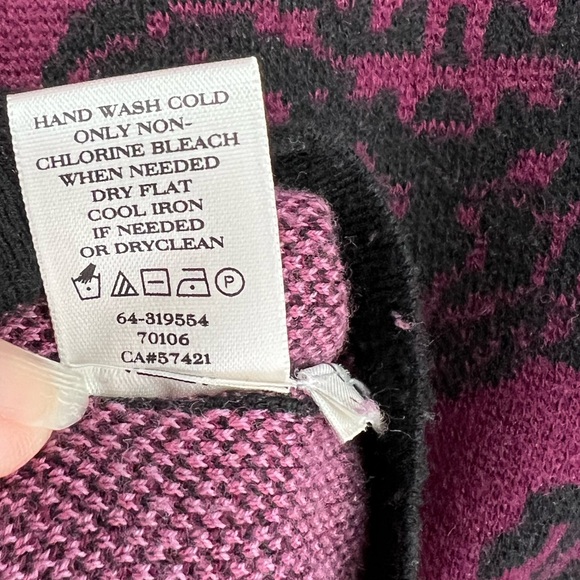 HAND WASH COLD
ONLY NON-
CHLORINE BLEACH
WHEN NEEDED
DRY FLAT
COOL IRON
IF NEEDED
OR DRYCLEAN
P
64-319554
70106
CA#57421